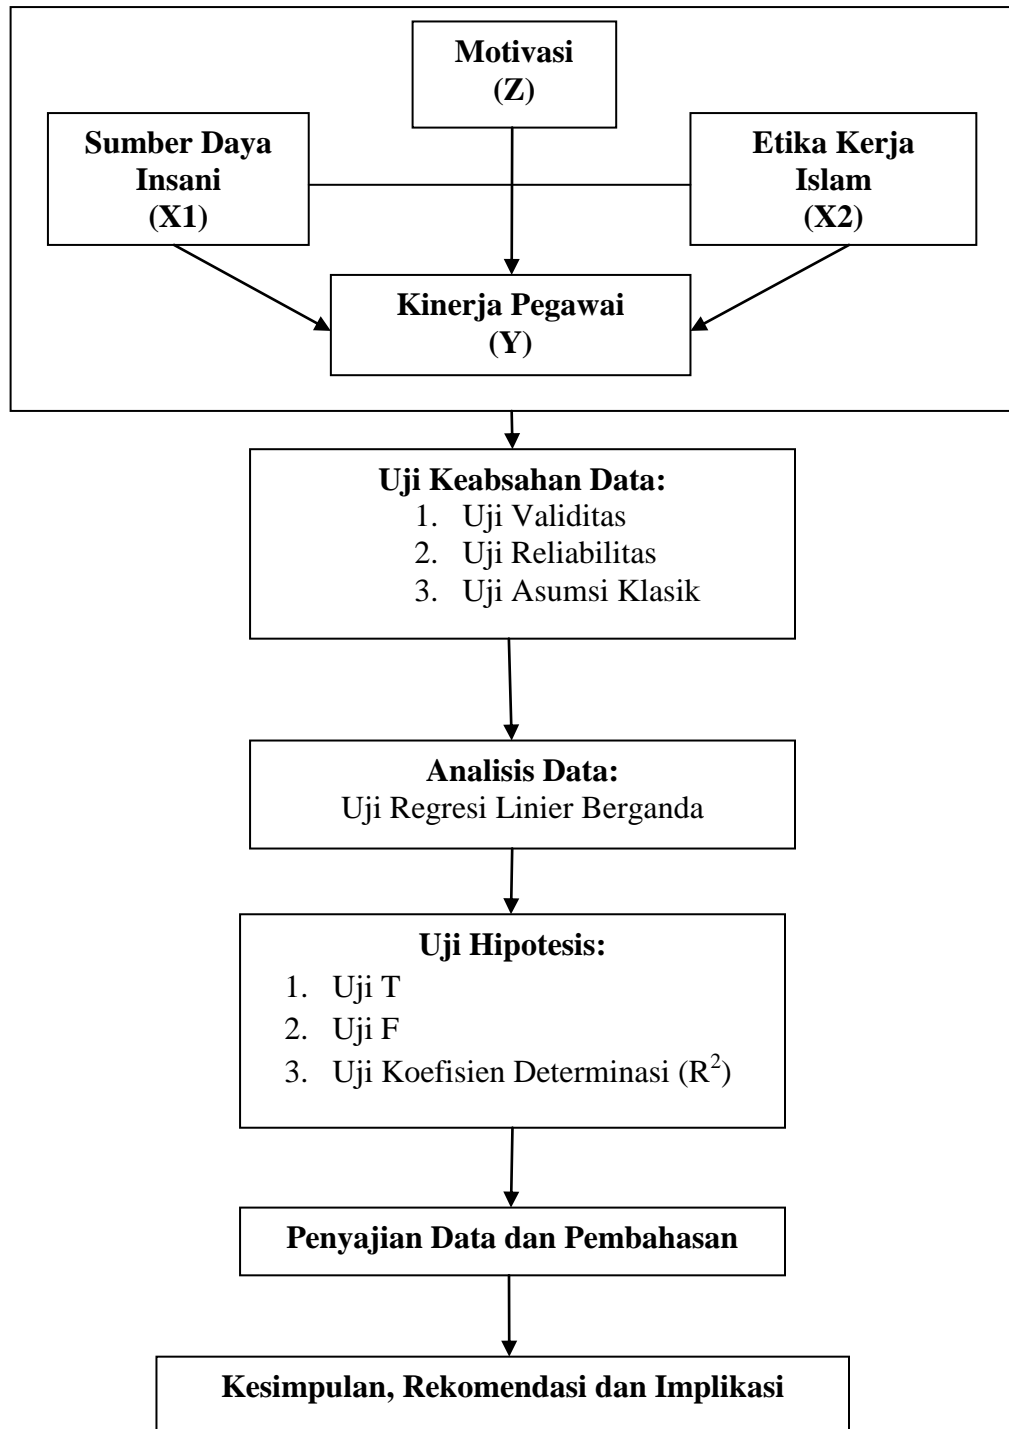 Motivasi
(Z)
Sumber Daya
Insani
(X1)
Etika Kerja
Islam
(X2)
Kinerja Pegawai
(Y)
Uji Keabsahan Data:
1. Uji Validitas
2. Uji Reliabilitas
3. Uji Asumsi Klasik
Analisis Data:
Uji Regresi Linier Berganda
Uji Hipotesis:
1. Uji T
2. Uji F
3. Uji Koefisien Determinasi (R²)
Penyajian Data dan Pembahasan
Kesimpulan, Rekomendasi dan Implikasi